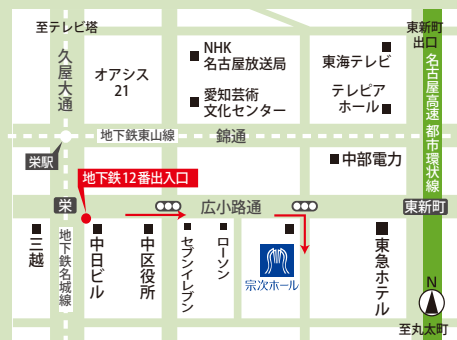 至テレビ塔
久屋大通
オアシス
21
NHK
名古屋放送局
愛知芸術
文化センター
東海テレビ
テレピア
ホール
東新町
出口
名古屋高速 都市環状線
地下鉄東山線
錦通
栄駅
中部電力
地下鉄12番出入口
栄
広小路通
東新町
三越
地下鉄名城線
中日ビル
中区役所
セブンイレブン
ローソン
宗次ホール
東急ホテル
N
至丸太町